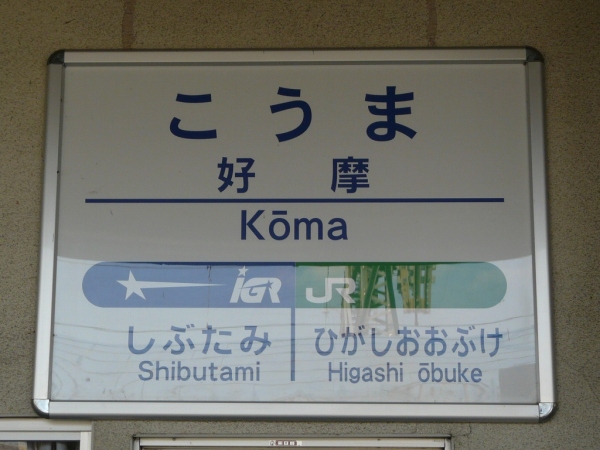 こうま
好摩
Kōma
IGR JR
しぶたみ ひがしおおぶけ
Shibutami Higashi ōbuke